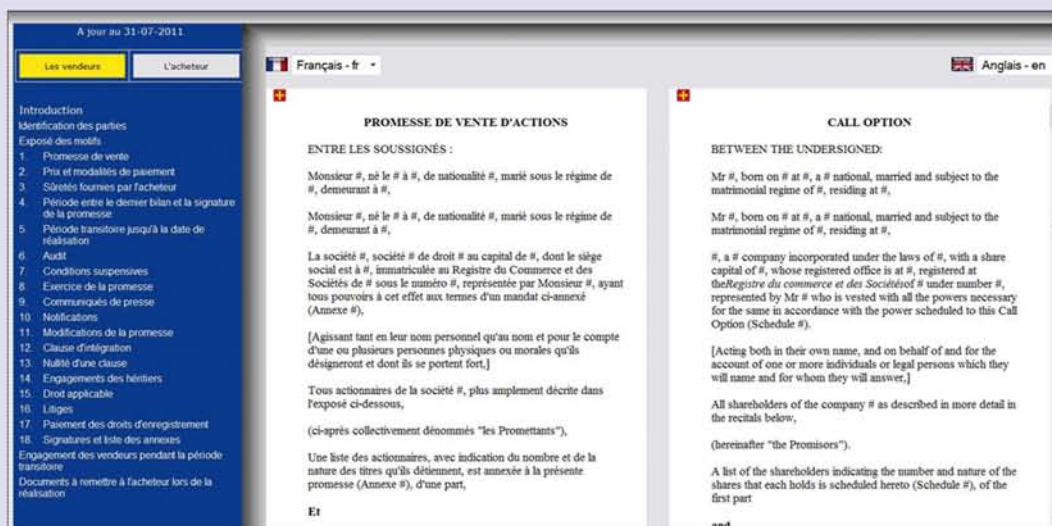 A jour au 31-07-2011
Les vendeurs
L'acheteur
Introduction
Identification des parties
Exposé des motifs
1. Promesse de vente
2. Prix et modalités de paiement
3. Sûretés fournies par l'acheteur
4. Période entre le dernier bilan et la signature
de la promesse
5. Période transitoire jusqu'à la date de
réalisation
6. Audit
7. Conditions suspensives
8. Exercice de la promesse
9. Communiqués de presse
10. Notifications
11. Modifications de la promesse
12. Clause d'intégration
13. Nullité d'une clause
14. Engagements des héritiers
15. Droit applicable
16. Litiges
17. Paiement des droits d'enregistrement
18. Signatures et liste des annexes
Engagement des vendeurs pendant la période
transitoire
Documents à remettre à l'acheteur lors de la
réalisation
Français - fr
PROMESSE DE VENTE D'ACTIONS
ENTRE LES SOUSSIGNÉS :
Monsieur #, né le # à #, de nationalité #, marié sous le régime de
#, demeurant à #,
Monsieur #, né le # à #, de nationalité #, marié sous le régime de
#, demeurant à #,
La société #, société # de droit # au capital de #, dont le siège
social est à #, immatriculée au Registre du Commerce et des
Sociétés de # sous le numéro #, représentée par Monsieur #, ayant
tous pouvoirs à cet effet aux termes d'un mandat ci-annexé
(Annexe #),
[Agissant tant en leur nom personnel qu'au nom et pour le compte
d'une ou plusieurs personnes physiques ou morales qu'ils
désigneront et dont ils se portent fort,]
Tous actionnaires de la société #, plus amplement décrite dans
l'exposé ci-dessous,
(ci-après collectivement dénommés "les Promettants"),
Une liste des actionnaires, avec indication du nombre et de la
nature des titres qu'ils détiennent, est annexée à la présente
promesse (Annexe #), d'une part,
Et
Anglais - en
CALL OPTION
BETWEEN THE UNDERSIGNED:
Mr #, born on # at #, a # national, married and subject to the
matrimonial regime of #, residing at #,
Mr #, born on # at #, a # national, married and subject to the
matrimonial regime of #, residing at #,
#, a # company incorporated under the laws of #, with a share
capital of #, whose registered office is at #, registered at
theRegistre du commerce et des Sociétésof # under number #,
represented by Mr # who is vested with all the powers necessary
for the same in accordance with the power scheduled to this Call
Option (Schedule #).
[Acting both in their own name, and on behalf of and for the
account of one or more individuals or legal persons which they
will name and for whom they will answer,]
All shareholders of the company # as described in more detail in
the recitals below,
(hereinafter "the Promisors").
A list of the shareholders indicating the number and nature of the
shares that each holds is scheduled hereto (Schedule #), of the
first part
and